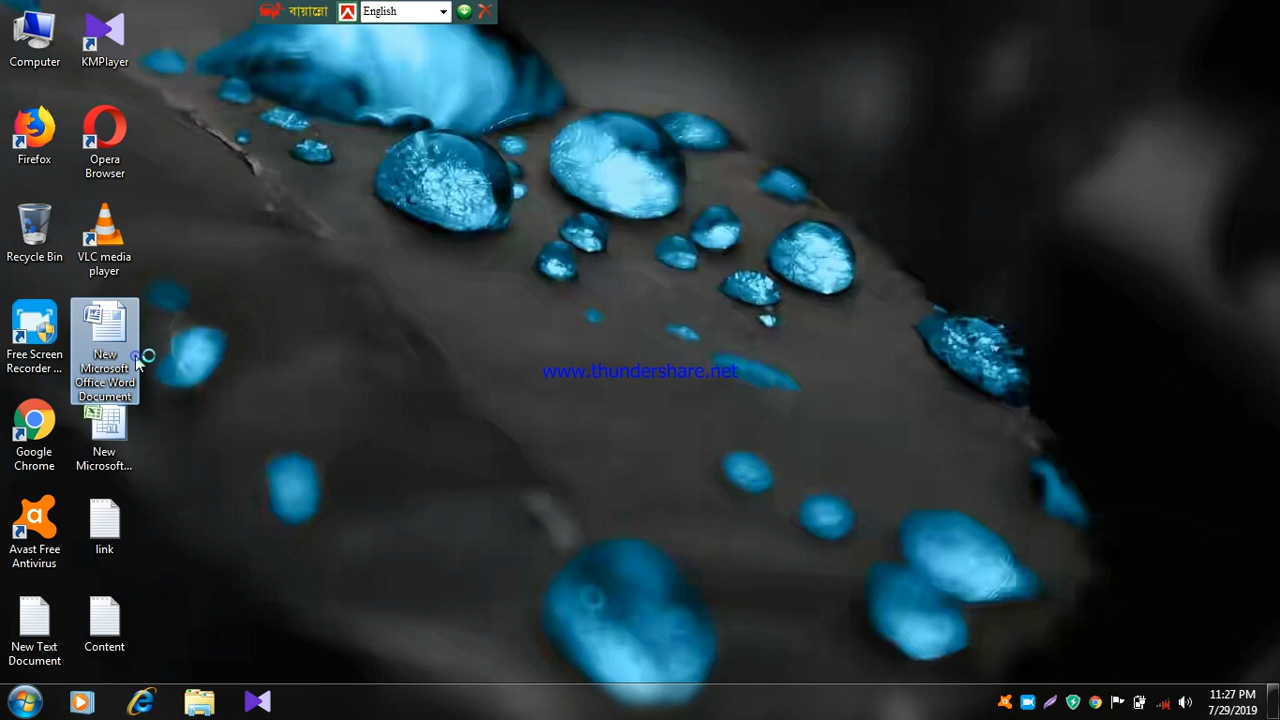 বায়ান্নো
English
Computer
KMPlayer
Firefox
Opera
Browser
Recycle Bin
VLC media
player
Free Screen
Recorder ...
New
Microsoft
Office Word
Document
Google
Chrome
New
Microsoft...
Avast Free
Antivirus
link
New Text
Document
Content
www.thundershare.net
11:27 PM
7/29/2019